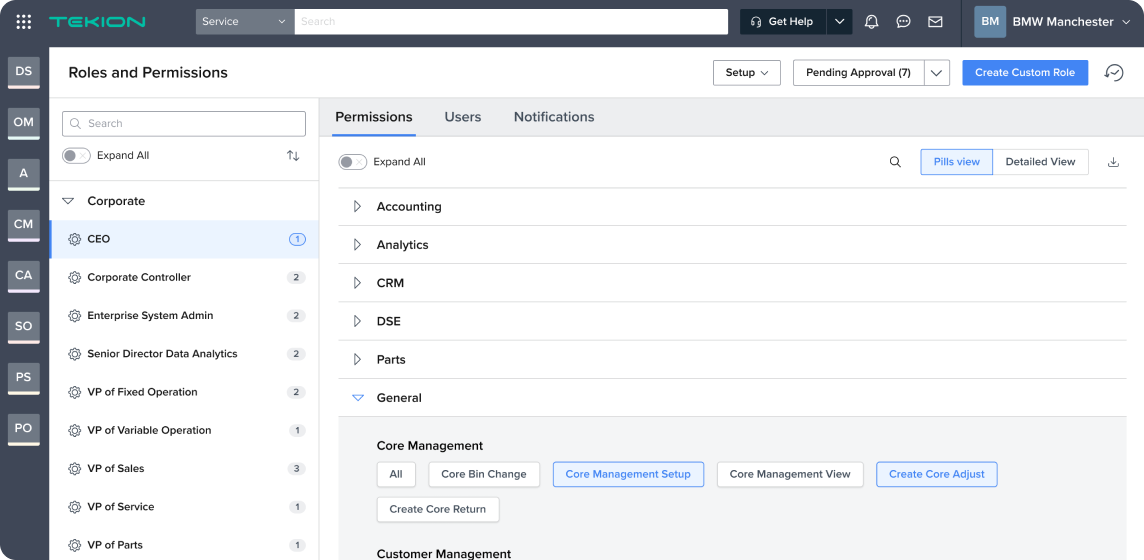 TEKION
Service
Search
Get Help
BM
BMW Manchester
DS
OM
A
CM
CA
SO
PS
PO
Roles and Permissions
Setup
Pending Approval (7)
Create Custom Role
Search
Expand All
Corporate
CEO 1
Corporate Controller 2
Enterprise System Admin 2
Senior Director Data Analytics 2
VP of Fixed Operation 2
VP of Variable Operation 1
VP of Sales 3
VP of Service 1
VP of Parts 1
Permissions Users Notifications
Expand All
Pills view Detailed View
Accounting
Analytics
CRM
DSE
Parts
General
Core Management
All Core Bin Change Core Management Setup Core Management View Create Core Adjust
Create Core Return
Customer Management